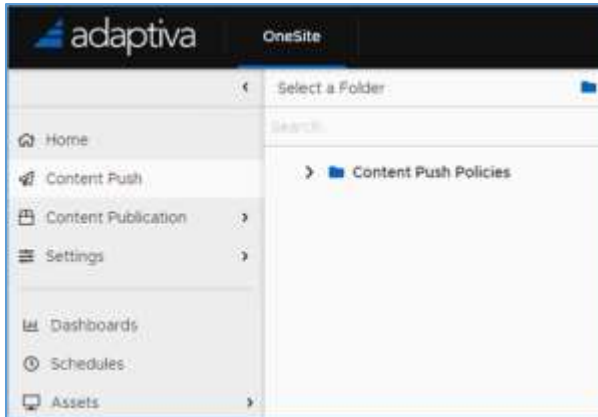 adaptiva
OneSite
Select a Folder
Search...
Home
Content Push
Content Push Policies
Content Publication
Settings
Dashboards
Schedules
Assets